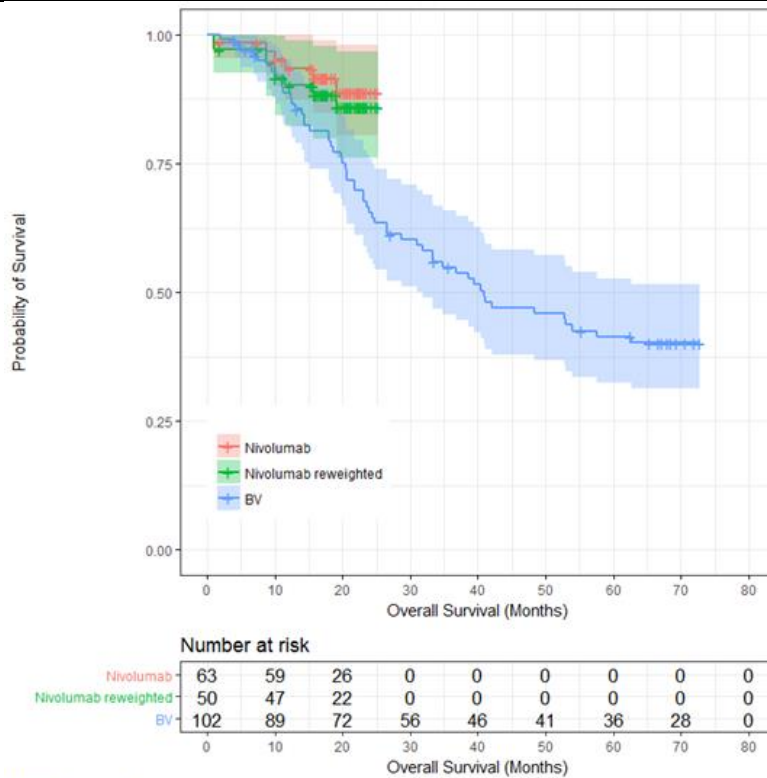 1.00
0.75
0.50
0.25
0.00
Probability of Survival
Nivolumab
Nivolumab reweighted
BV
0 10 20 30 40 50 60 70 80
Overall Survival (Months)
Number at risk
Nivolumab 63 59 26 0 0 0 0 0 0
Nivolumab reweighted 50 47 22 0 0 0 0 0 0
BV 102 89 72 56 46 41 36 28 0
0 10 20 30 40 50 60 70 80
Overall Survival (Months)